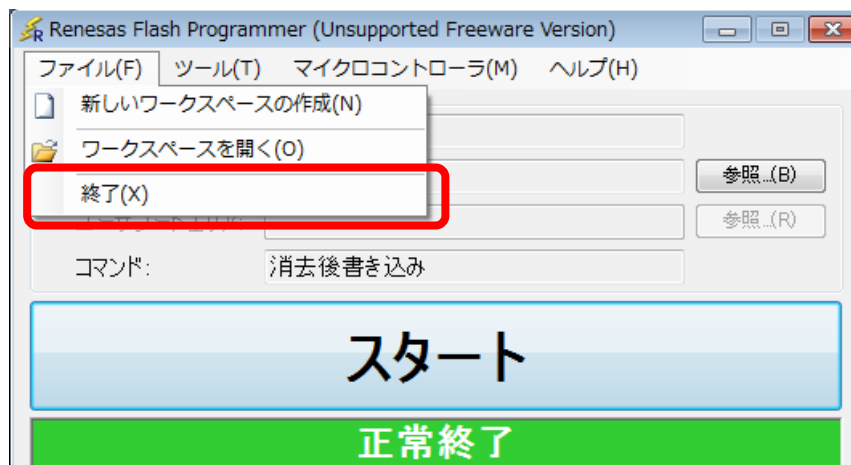 Renesas Flash Programmer (Unsupported Freeware Version)
ファイル(F) ツール(T) マイクロコントローラ(M) ヘルプ(H)
新しいワークスペースの作成(N)
ワークスペースを開く(O)
参照...(B)
終了(X)
参照...(R)
コマンド: 消去後書き込み
スタート
正常終了